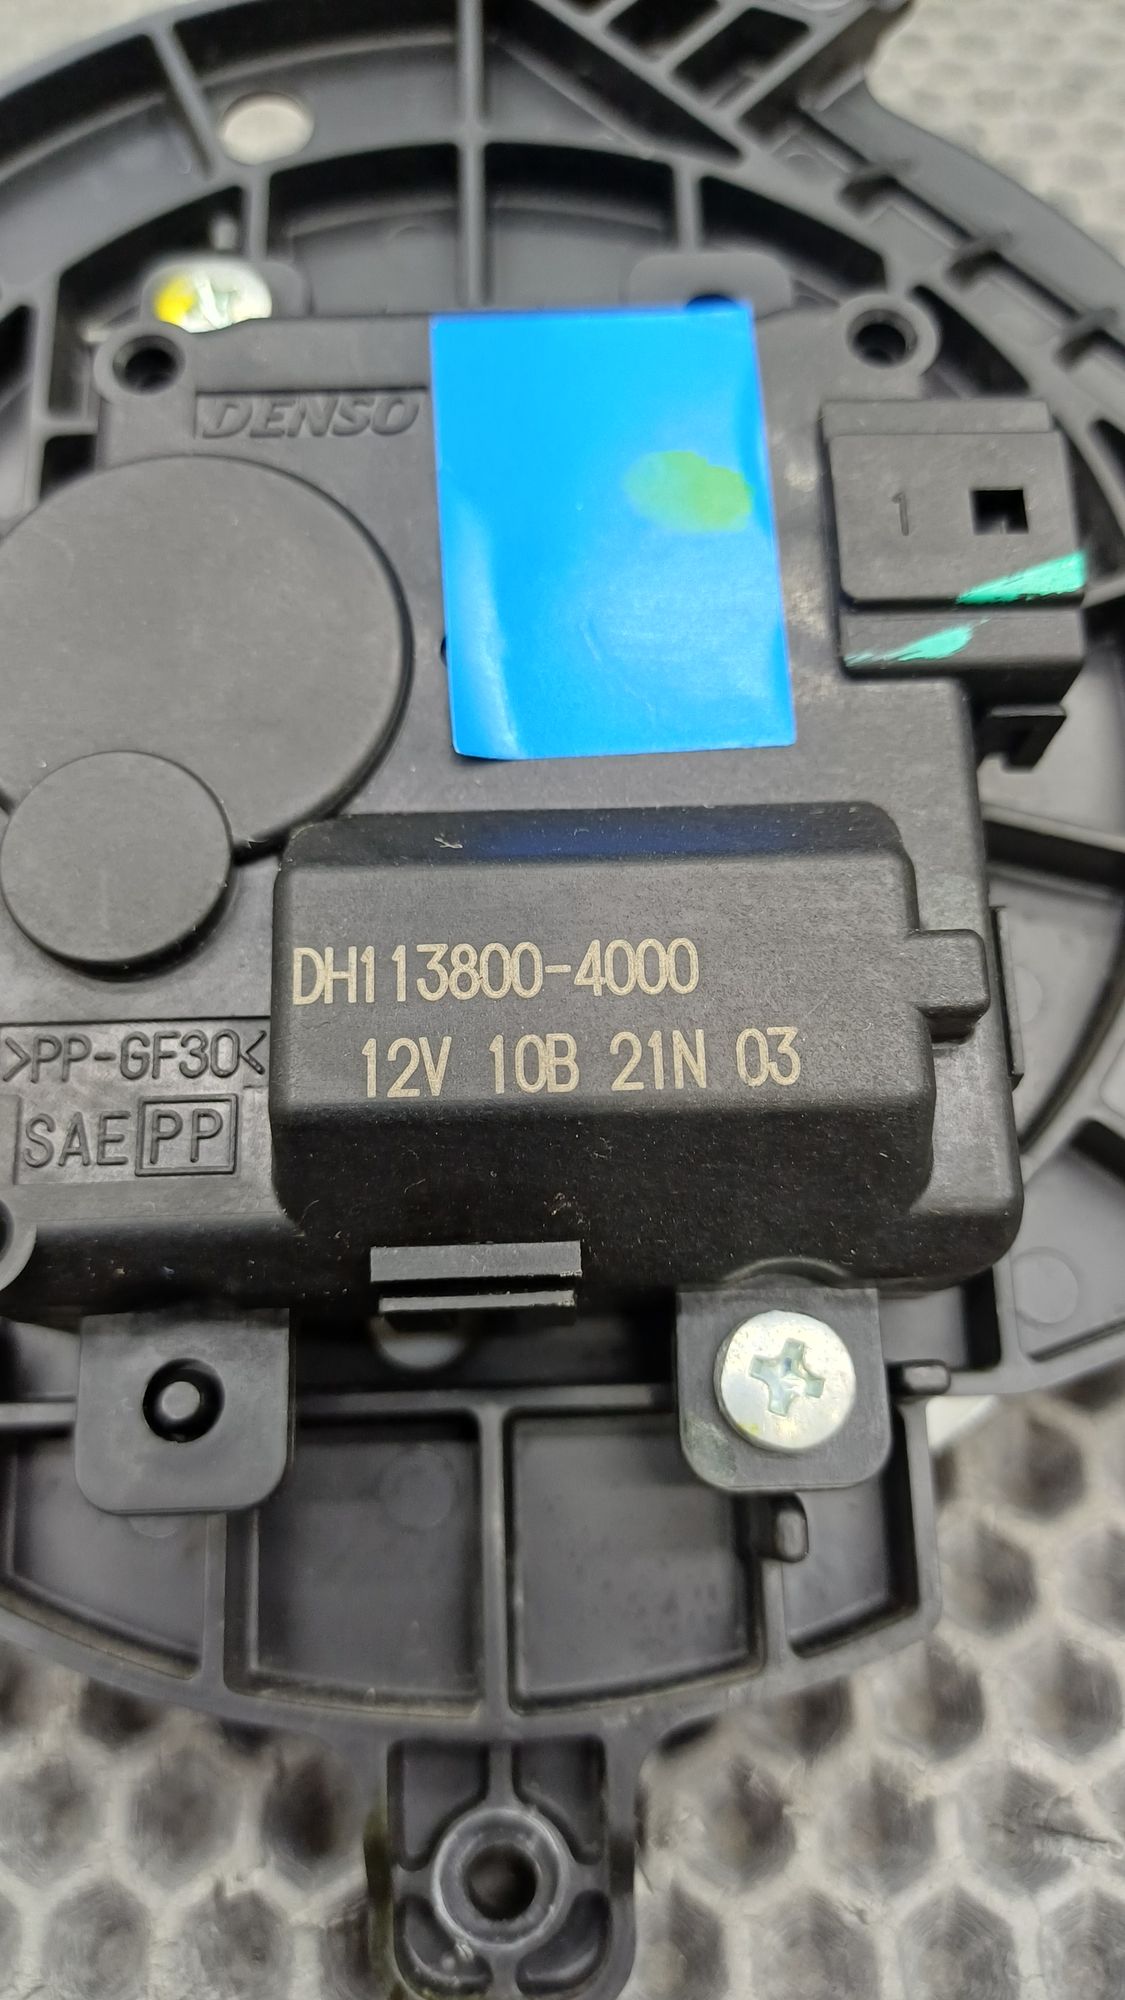 DENSO
1
DH113800-4000
12V 10B 21N 03
>PP-GF30<
SAE PP